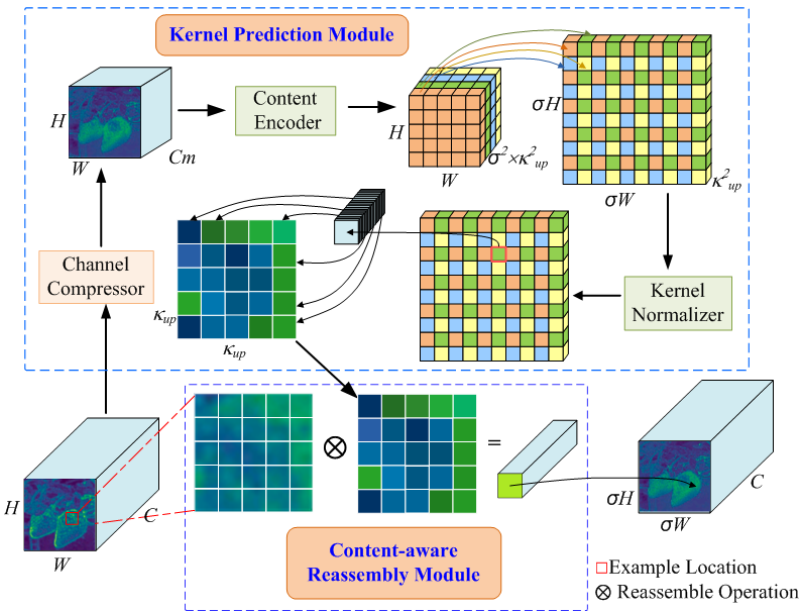 Kernel Prediction Module
H
W
Cm
Content
Encoder
H
W
σ²×κ²up
σH
σW
κ²up
Channel
Compressor
κup
κup
Kernel
Normalizer
H
W
C
⊗
=
σH
σW
C
Content-aware
Reassembly Module
Example Location
⊗ Reassemble Operation